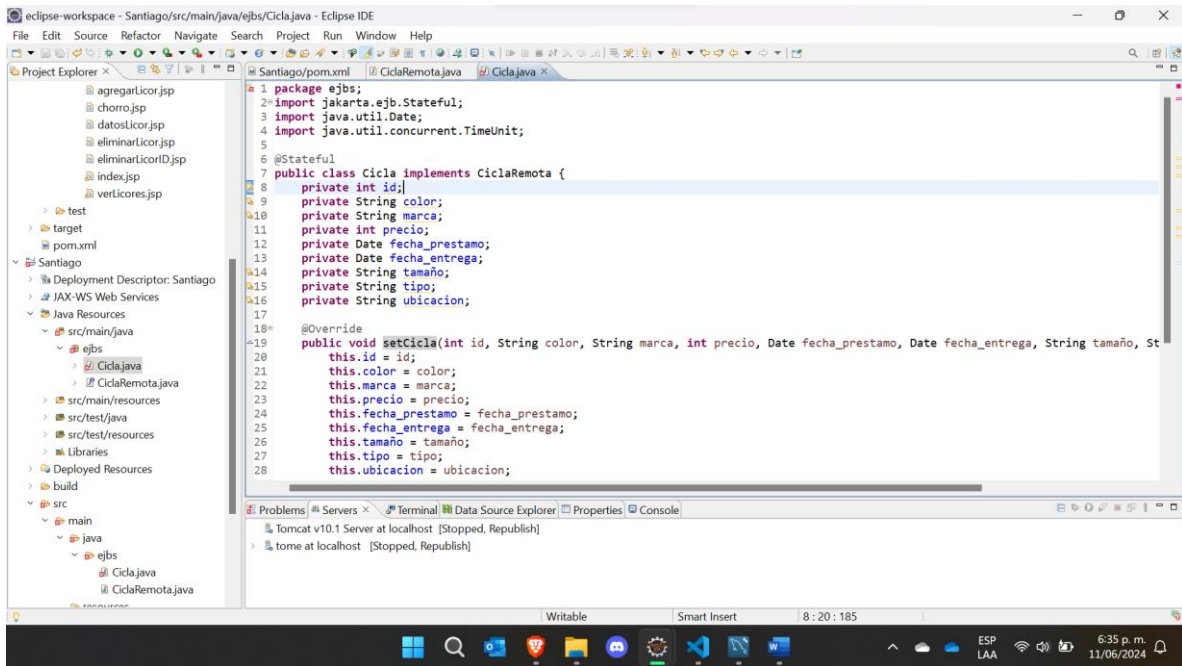 eclipse-workspace - Santiago/src/main/java/ejbs/Cicla.java - Eclipse IDE
File Edit Source Refactor Navigate Search Project Run Window Help
Project Explorer
agregarLicor.jsp
chorro.jsp
datosLicor.jsp
eliminarLicor.jsp
eliminarLicorID.jsp
index.jsp
verLicores.jsp
test
target
pom.xml
Santiago
Deployment Descriptor: Santiago
JAX-WS Web Services
Java Resources
src/main/java
ejbs
Cicla.java
CiclaRemota.java
src/main/resources
src/test/java
src/test/resources
Libraries
Deployed Resources
build
src
main
java
ejbs
Cicla.java
CiclaRemota.java
resources
Santiago/pom.xml CiclaRemota.java Cicla.java
1 package ejbs;
2 import jakarta.ejb.Stateful;
3 import java.util.Date;
4 import java.util.concurrent.TimeUnit;
5
6 @Stateful
7 public class Cicla implements CiclaRemota {
8 private int id;
9 private String color;
10 private String marca;
11 private int precio;
12 private Date fecha_prestamo;
13 private Date fecha_entrega;
14 private String tamaño;
15 private String tipo;
16 private String ubicacion;
17
18 @Override
19 public void setCicla(int id, String color, String marca, int precio, Date fecha_prestamo, Date fecha_entrega, String tamaño, St
20 this.id = id;
21 this.color = color;
22 this.marca = marca;
23 this.precio = precio;
24 this.fecha_prestamo = fecha_prestamo;
25 this.fecha_entrega = fecha_entrega;
26 this.tamaño = tamaño;
27 this.tipo = tipo;
28 this.ubicacion = ubicacion;
Problems Servers Terminal Data Source Explorer Properties Console
Tomcat v10.1 Server at localhost [Stopped, Republish]
tome at localhost [Stopped, Republish]
Writable Smart Insert 8 : 20 : 185
ESP
LAA
6:35 p. m.
11/06/2024